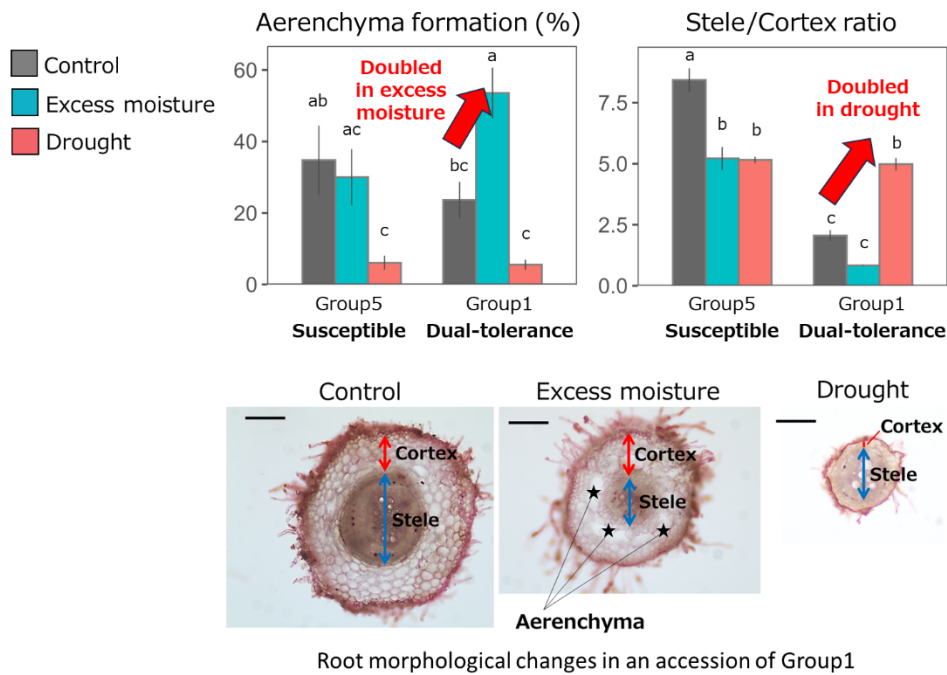 Control
Excess moisture
Drought
Aerenchyma formation (%)
60
40
20
0
ab
ac
c
bc
a
c
Doubled
in excess
moisture
Group5
Group1
Susceptible
Dual-tolerance
Stele/Cortex ratio
7.5
5.0
2.5
0.0
a
b
b
c
c
b
Doubled
in drought
Group5
Group1
Susceptible
Dual-tolerance
Control
Cortex
Stele
Excess moisture
Cortex
Stele
Aerenchyma
Drought
Cortex
Stele
Root morphological changes in an accession of Group1